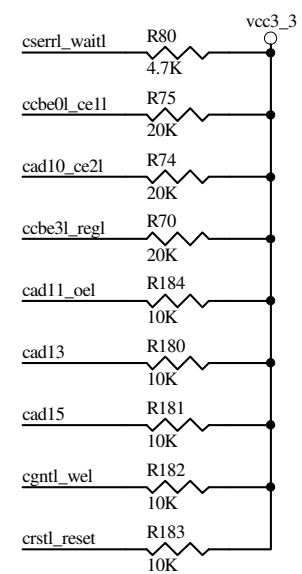 vcc3_3
cserrl_waitl R80
4.7K
ccbe0l_ce1l R75
20K
cad10_ce2l R74
20K
ccbe3l_regl R70
20K
cad11_oel R184
10K
cad13 R180
10K
cad15 R181
10K
cgntl_wel R182
10K
crstl_reset R183
10K